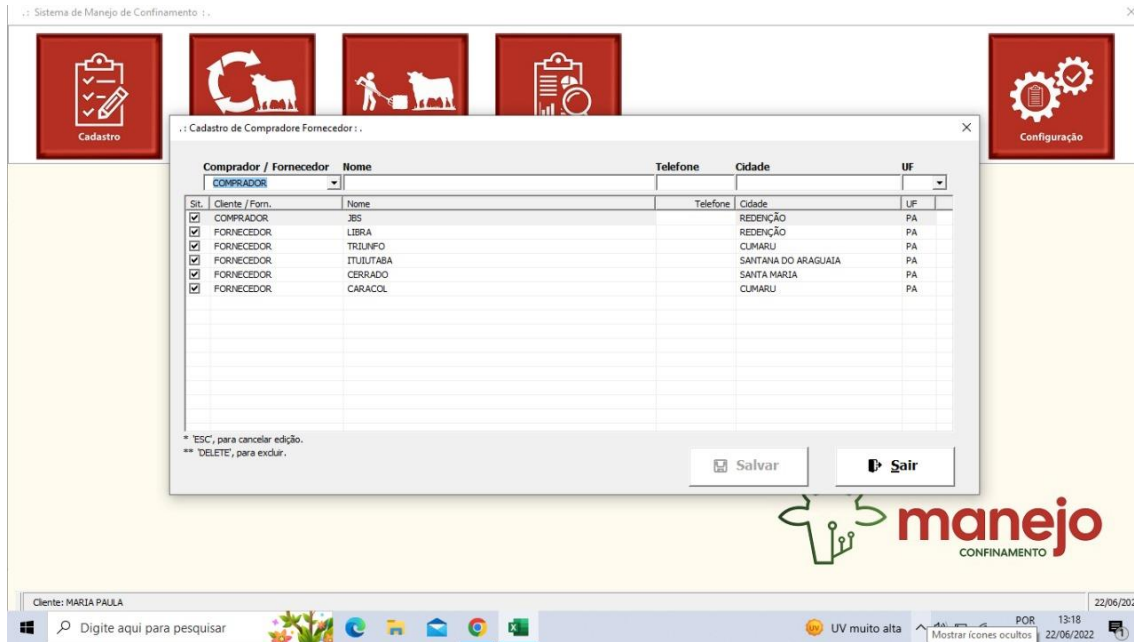 .: Sistema de Manejo de Confinamento :.
Cadastro
Configuração
.: Cadastro de Compradore Fornecedor: .
Comprador / Fornecedor Nome Telefone Cidade UF
COMPRADOR
Sit. Cliente / Forn. Nome Telefone Cidade UF
COMPRADOR JBS REDENÇÃO PA
FORNECEDOR LIBRA REDENÇÃO PA
FORNECEDOR TRIUNFO CUMARU PA
FORNECEDOR ITUIUTABA SANTANA DO ARAGUAIA PA
FORNECEDOR CERRADO SANTA MARIA PA
FORNECEDOR CARACOL CUMARU PA
* 'ESC', para cancelar edição.
** 'DELETE', para excluir.
Salvar Sair
manejo
CONFINAMENTO
Cliente: MARIA PAULA 22/06/202
Digite aqui para pesquisar UV UV muito alta POR 13:18
Mostrar ícones ocultos 22/06/2022